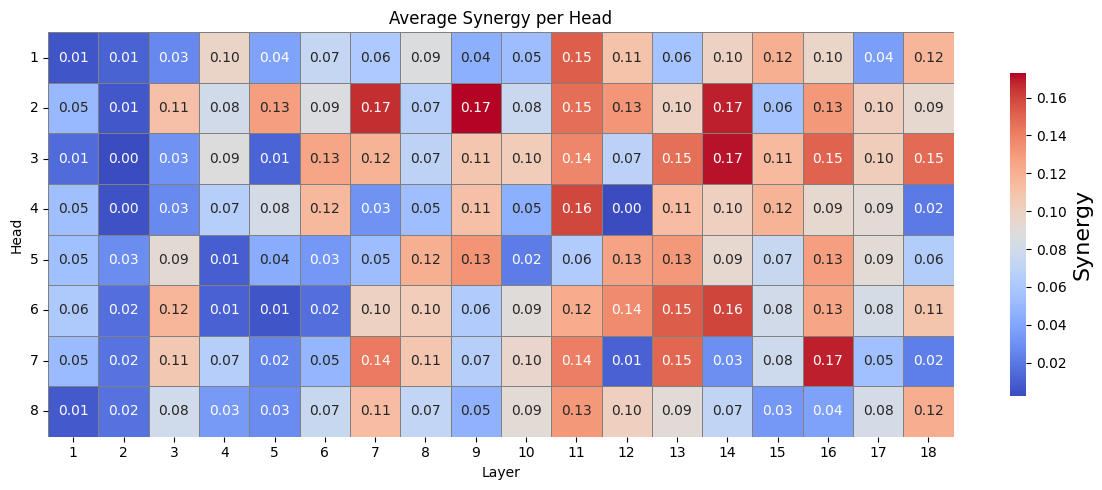 Average Synergy per Head
1 0.01 0.01 0.03 0.10 0.04 0.07 0.06 0.09 0.04 0.05 0.15 0.11 0.06 0.10 0.12 0.10 0.04 0.12
2 0.05 0.01 0.11 0.08 0.13 0.09 0.17 0.07 0.17 0.08 0.15 0.13 0.10 0.17 0.06 0.13 0.10 0.09
3 0.01 0.00 0.03 0.09 0.01 0.13 0.12 0.07 0.11 0.10 0.14 0.07 0.15 0.17 0.11 0.15 0.10 0.15
4 0.05 0.00 0.03 0.07 0.08 0.12 0.03 0.05 0.11 0.05 0.16 0.00 0.11 0.10 0.12 0.09 0.09 0.02
5 0.05 0.03 0.09 0.01 0.04 0.03 0.05 0.12 0.13 0.02 0.06 0.13 0.13 0.09 0.07 0.13 0.09 0.06
6 0.06 0.02 0.12 0.01 0.01 0.02 0.10 0.10 0.06 0.09 0.12 0.14 0.15 0.16 0.08 0.13 0.08 0.11
7 0.05 0.02 0.11 0.07 0.02 0.05 0.14 0.11 0.07 0.10 0.14 0.01 0.15 0.03 0.08 0.17 0.05 0.02
8 0.01 0.02 0.08 0.03 0.03 0.07 0.11 0.07 0.05 0.09 0.13 0.10 0.09 0.07 0.03 0.04 0.08 0.12
1 2 3 4 5 6 7 8 9 10 11 12 13 14 15 16 17 18
Layer
Head
0.16
0.14
0.12
0.10
0.08
0.06
0.04
0.02
Synergy